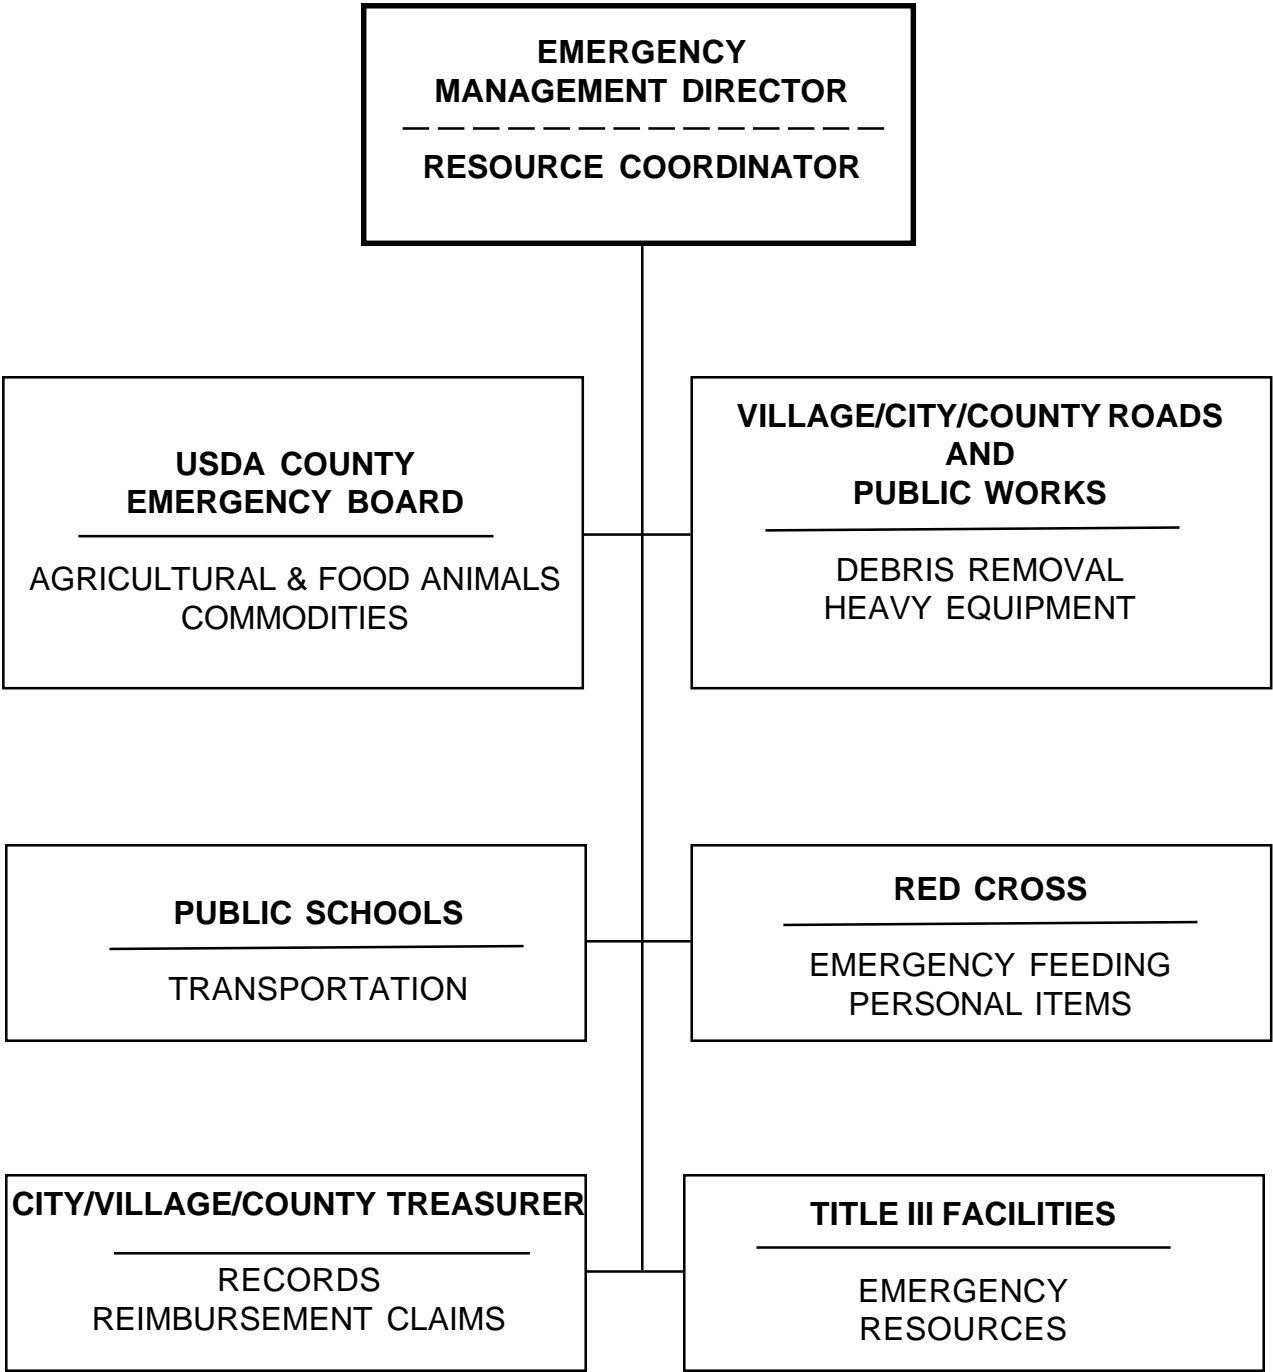 EMERGENCY
MANAGEMENT DIRECTOR
RESOURCE COORDINATOR
USDA COUNTY
EMERGENCY BOARD
AGRICULTURAL & FOOD ANIMALS
COMMODITIES
VILLAGE/CITY/COUNTY ROADS
AND
PUBLIC WORKS
DEBRIS REMOVAL
HEAVY EQUIPMENT
PUBLIC SCHOOLS
TRANSPORTATION
RED CROSS
EMERGENCY FEEDING
PERSONAL ITEMS
CITY/VILLAGE/COUNTY TREASURER
RECORDS
REIMBURSEMENT CLAIMS
TITLE III FACILITIES
EMERGENCY
RESOURCES